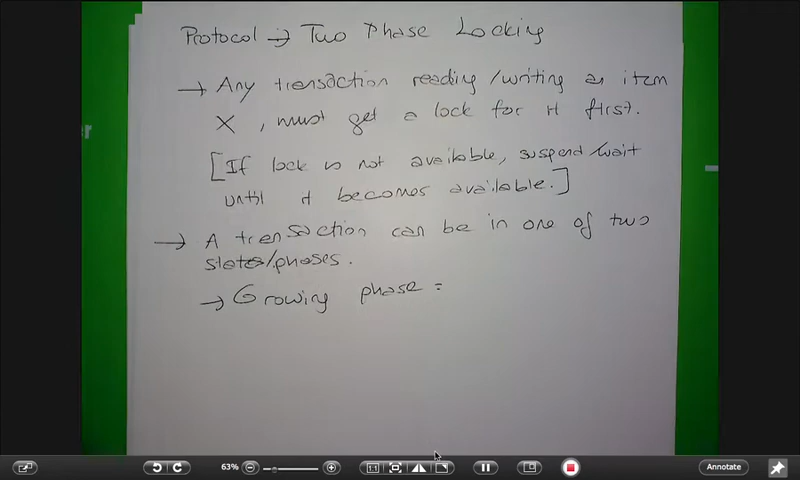 Protocol → Two Phase Locking
→ Any transaction reading/writing an item
X, must get a lock for it first.
[If lock is not available, suspend/wait
until it becomes available.]
→ A transaction can be in one of two
states/phases.
→ Growing phase =
63%
1:1
Annotate